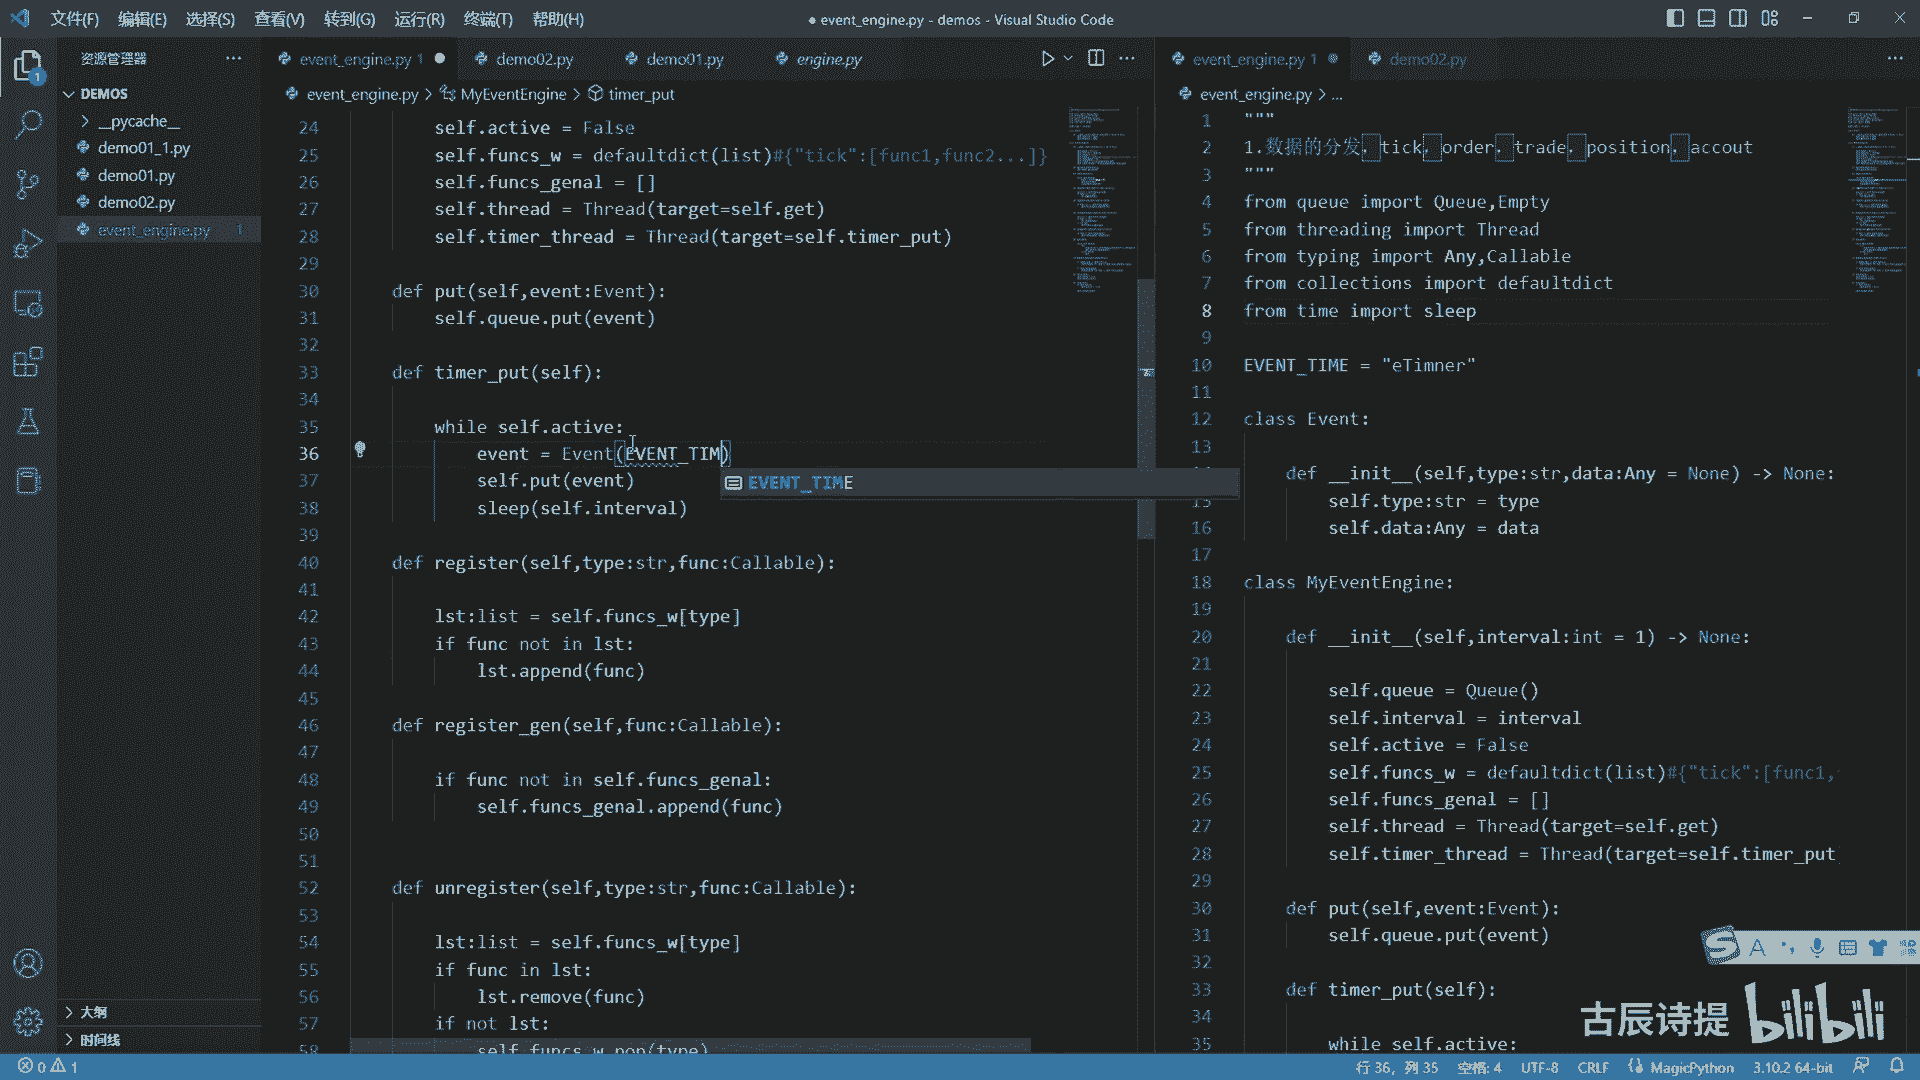 文件(F) 编辑(E) 选择(S) 查看(V) 转到(G) 运行(R) 终端(T) 帮助(H)
● event_engine.py - demos - Visual Studio Code
资源管理器
DEMOS
__pycache__
demo01_1.py
demo01.py
demo02.py
event_engine.py 1
大纲
时间线
event_engine.py 1 demo02.py demo01.py engine.py
event_engine.py > MyEventEngine > timer_put
24 self.active = False
25 self.funcs_w = defaultdict(list)#{"tick":[func1,func2...]}
26 self.funcs_genal = []
27 self.thread = Thread(target=self.get)
28 self.timer_thread = Thread(target=self.timer_put)
29
30 def put(self,event:Event):
31 self.queue.put(event)
32
33 def timer_put(self):
34
35 while self.active:
36 event = Event(EVENT_TIM)
EVENT_TIME
37 self.put(event)
38 sleep(self.interval)
39
40 def register(self,type:str,func:Callable):
41
42 lst:list = self.funcs_w[type]
43 if func not in lst:
44 lst.append(func)
45
46 def register_gen(self,func:Callable):
47
48 if func not in self.funcs_genal:
49 self.funcs_genal.append(func)
50
51
52 def unregister(self,type:str,func:Callable):
53
54 lst:list = self.funcs_w[type]
55 if func in lst:
56 lst.remove(func)
57 if not lst:
58 self.funcs_w.pop(type)
event_engine.py 1 demo02.py
event_engine.py > ...
1 """
2 1.数据的分发，tick，order，trade，position，accout
3 """
4 from queue import Queue,Empty
5 from threading import Thread
6 from typing import Any,Callable
7 from collections import defaultdict
8 from time import sleep
9
10 EVENT_TIME = "eTimner"
11
12 class Event:
13
def __init__(self,type:str,data:Any = None) -> None:
15 self.type:str = type
16 self.data:Any = data
17
18 class MyEventEngine:
19
20 def __init__(self,interval:int = 1) -> None:
21
22 self.queue = Queue()
23 self.interval = interval
24 self.active = False
25 self.funcs_w = defaultdict(list)#{"tick":[func1,
26 self.funcs_genal = []
27 self.thread = Thread(target=self.get)
28 self.timer_thread = Thread(target=self.timer_put
29
30 def put(self,event:Event):
31 self.queue.put(event)
32
33 def timer_put(self):
34
35 while self.active:
古辰诗提 bilibili
0 1 行 36，列 35 空格: 4 UTF-8 CRLF MagicPython 3.10.2 64-bit